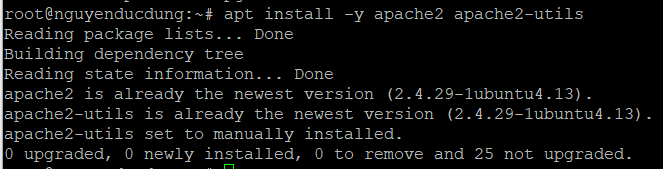 root@nguyenducdung:~# apt install -y apache2 apache2-utils
Reading package lists... Done
Building dependency tree
Reading state information... Done
apache2 is already the newest version (2.4.29-1ubuntu4.13).
apache2-utils is already the newest version (2.4.29-1ubuntu4.13).
apache2-utils set to manually installed.
0 upgraded, 0 newly installed, 0 to remove and 25 not upgraded.